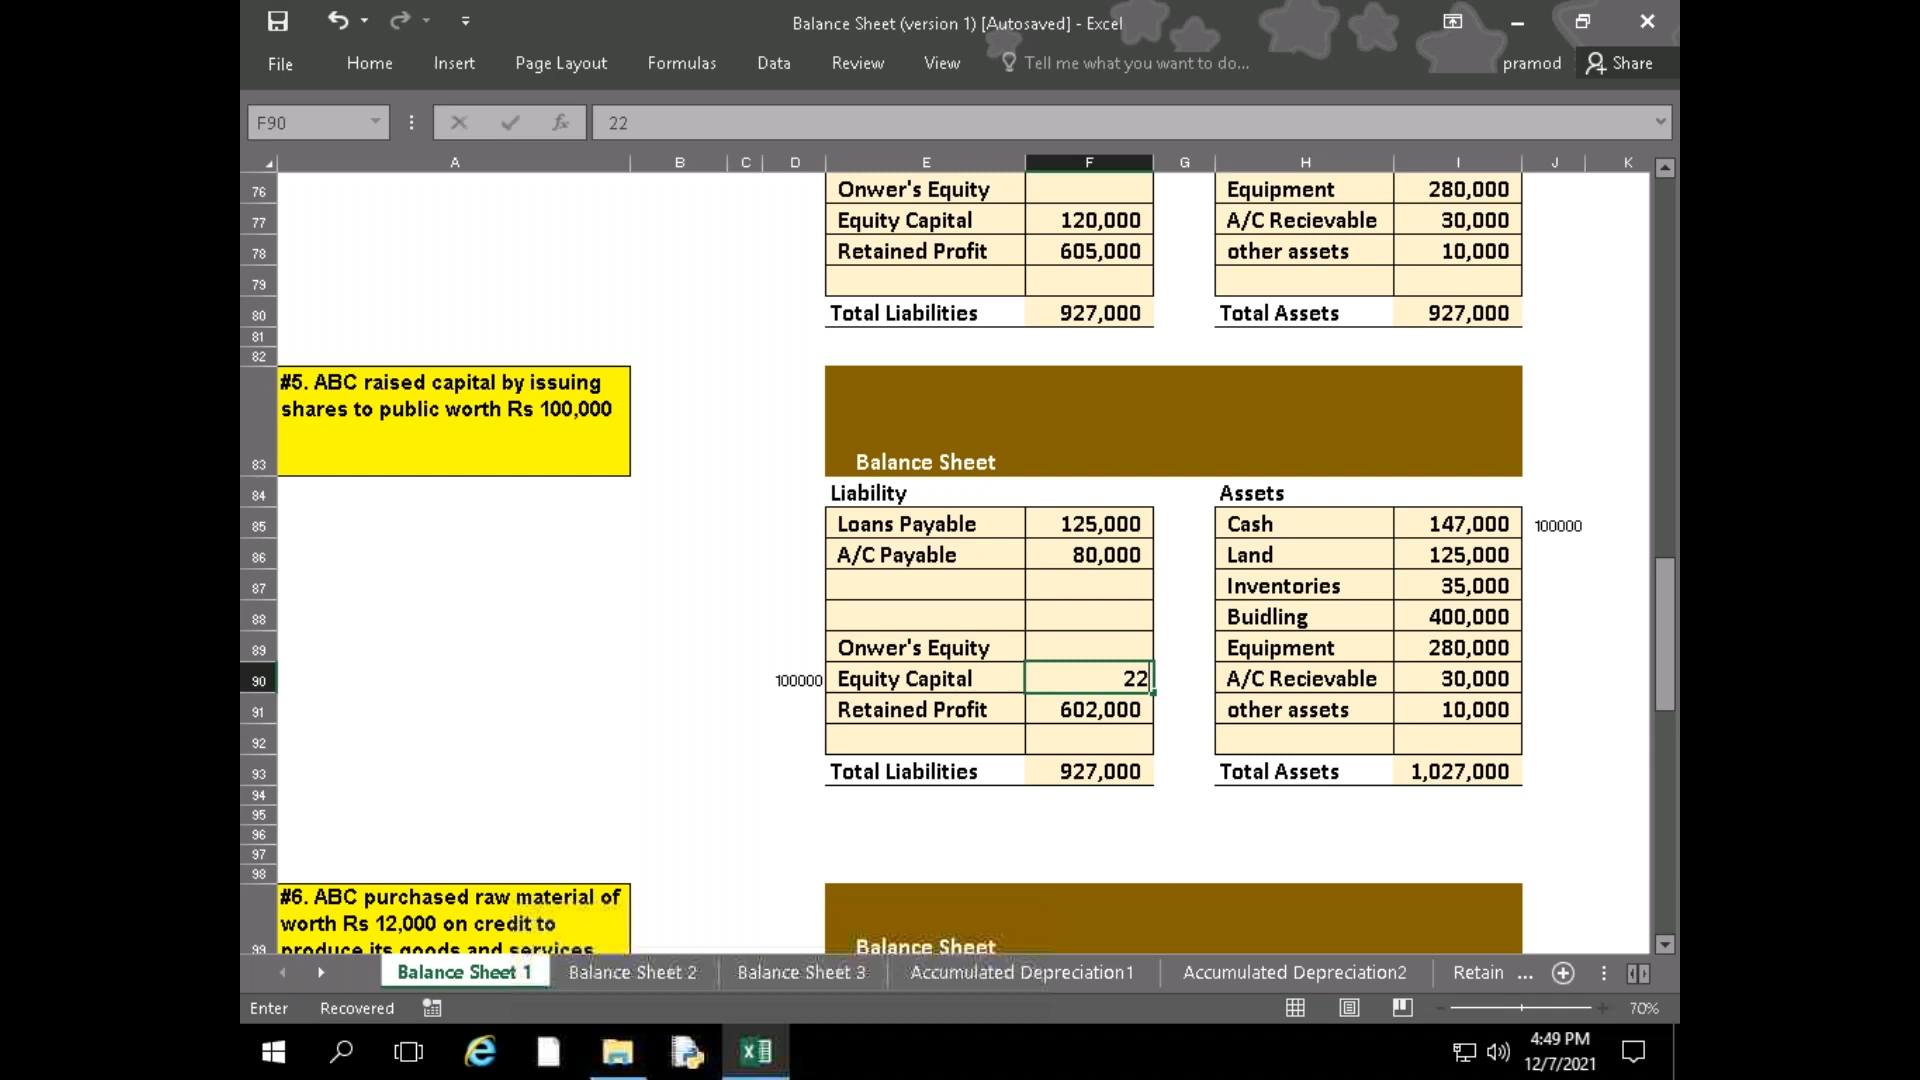 Balance Sheet (version 1) [Autosaved] - Excel
File Home Insert Page Layout Formulas Data Review View Tell me what you want to do... pramod Share
F90 22
A B C D E F G H I J K
76 Onwer's Equity Equipment 280,000
77 Equity Capital 120,000 A/C Recievable 30,000
78 Retained Profit 605,000 other assets 10,000
79
80 Total Liabilities 927,000 Total Assets 927,000
81
82
#5. ABC raised capital by issuing
shares to public worth Rs 100,000
83 Balance Sheet
84 Liability Assets
85 Loans Payable 125,000 Cash 147,000 100000
86 A/C Payable 80,000 Land 125,000
87 Inventories 35,000
88 Buidling 400,000
89 Onwer's Equity Equipment 280,000
90 100000 Equity Capital 22 A/C Recievable 30,000
91 Retained Profit 602,000 other assets 10,000
92
93 Total Liabilities 927,000 Total Assets 1,027,000
94
95
96
97
98
#6. ABC purchased raw material of
worth Rs 12,000 on credit to
99 produce its goods and services Balance Sheet
Balance Sheet 1 Balance Sheet 2 Balance Sheet 3 Accumulated Depreciation1 Accumulated Depreciation2 Retain ...
Enter Recovered 70%
4:49 PM
12/7/2021